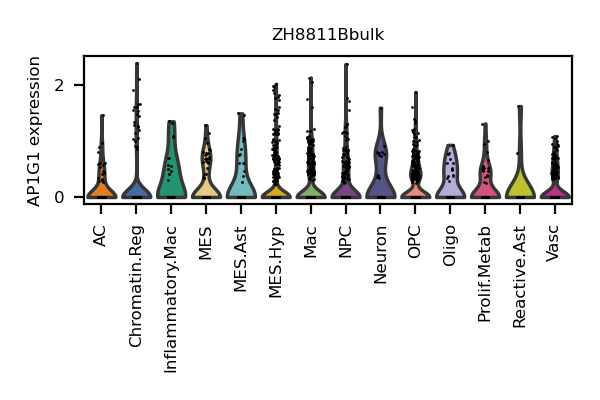 ZH8811Bbulk
AP1G1 expression
2
0
AC
Chromatin.Reg
Inflammatory.Mac
MES
MES.Ast
MES.Hyp
Mac
NPC
Neuron
OPC
Oligo
Prolif.Metab
Reactive.Ast
Vasc